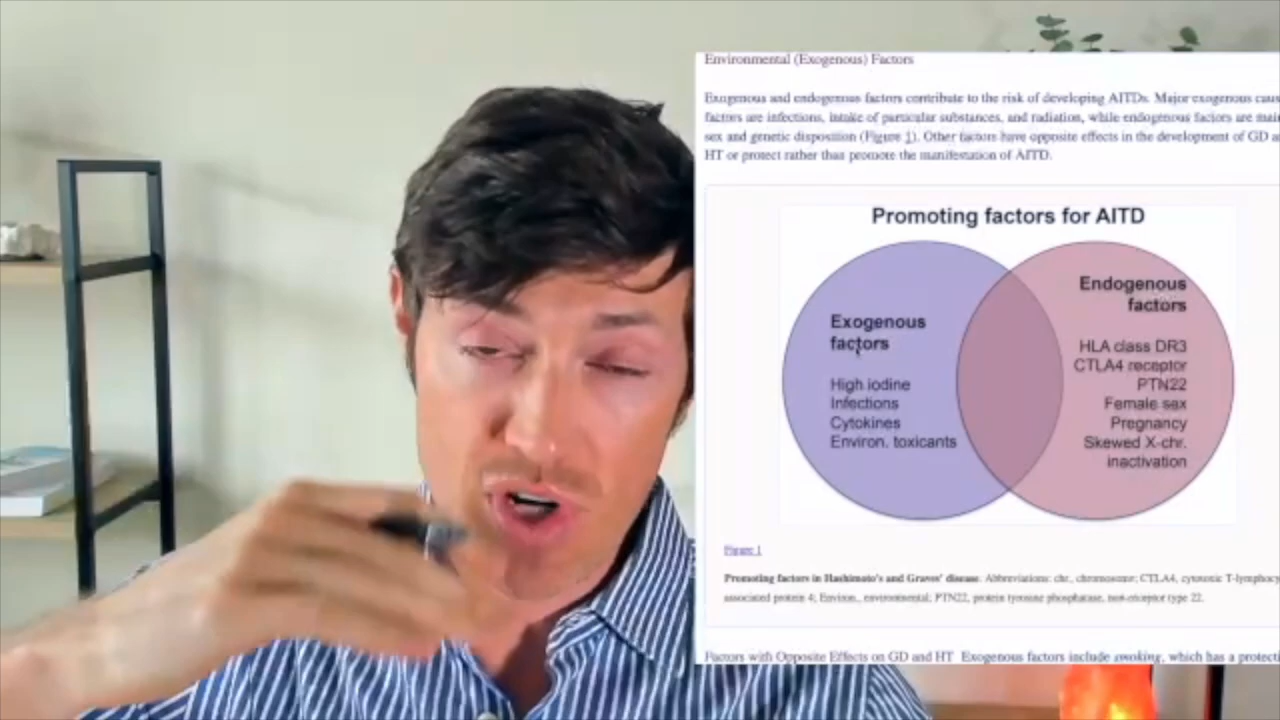 Environmental (Exogenous) Factors
Exogenous and endogenous factors contribute to the risk of developing AITDs. Major exogenous
factors are infections, intake of particular substances, and radiation, while endogenous factors are
sex and genetic disposition (Figure 1). Other factors have opposite effects in the development of GD
HT or protect rather than promote the manifestation of AITD.
Promoting factors for AITD
Exogenous
factors
High iodine
Infections
Cytokines
Environ. toxicants
Endogenous
factors
HLA class DR3
CTLA4 receptor
PTN22
Female sex
Pregnancy
Skewed X-chr.
inactivation
Figure 1
Promoting factors in Hashimoto's and Graves' disease. Abbreviations: chr., chromosome; CTLA4, cytotoxic
associated protein 4; Environ., environmental; PTN22, protein tyrosine phosphatase, non-receptor type 22.
Factors with Opposite Effects on GD and HT Exogenous factors include smoking, which has a